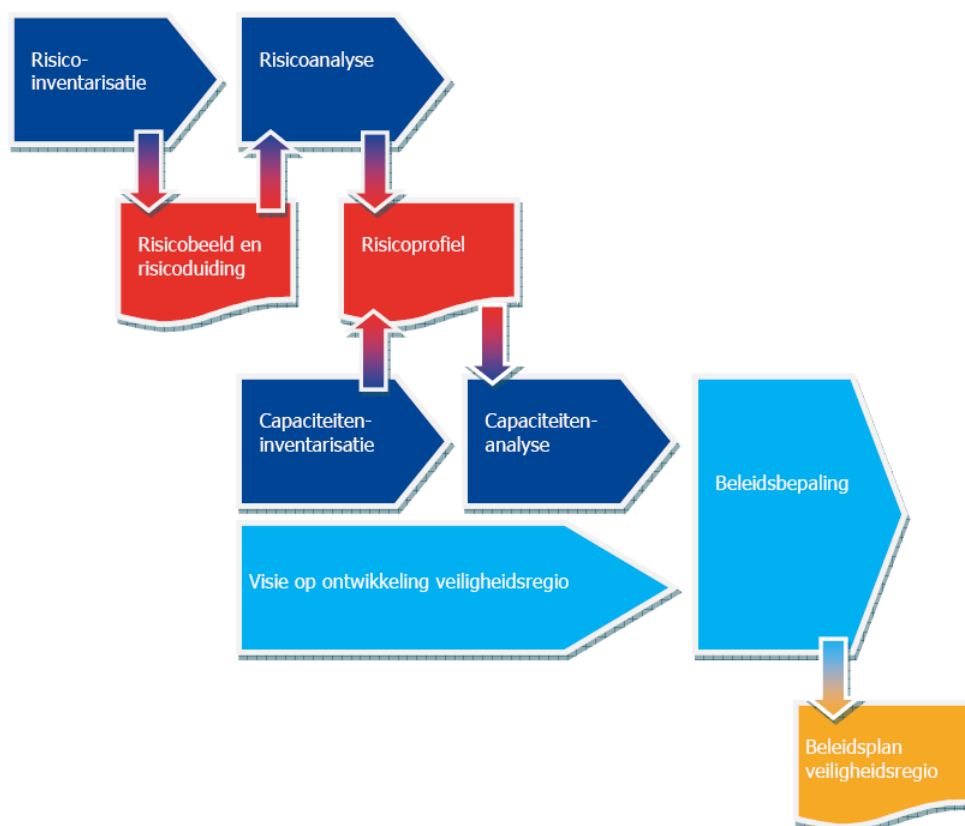 Risico-
inventarisatie
Risicoanalyse
Risicobeeld en
risicoduiding
Risicoprofiel
Capaciteiten-
inventarisatie
Capaciteiten-
analyse
Beleidsbepaling
Visie op ontwikkeling veiligheidsregio
Beleidsplan
veiligheidsregio